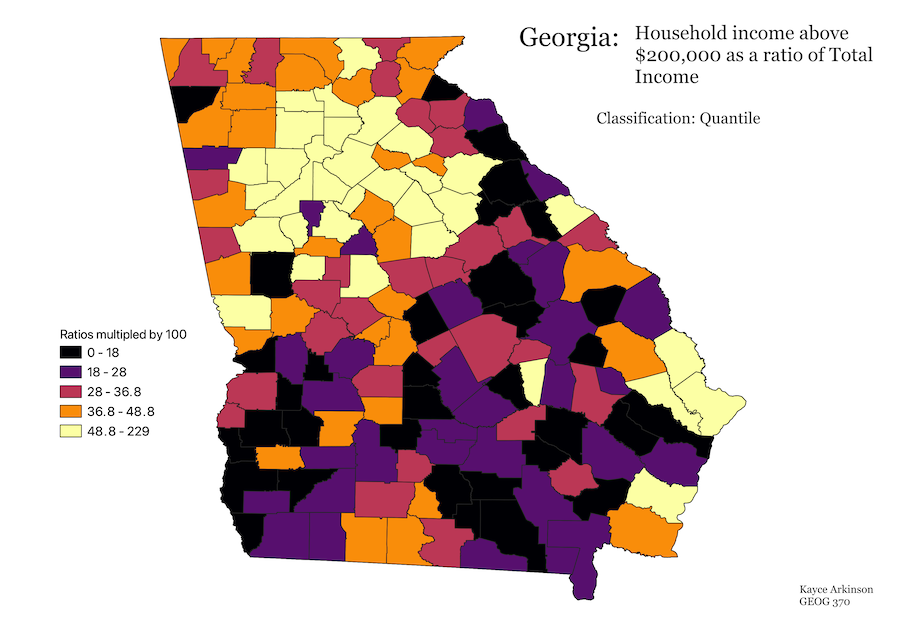 Georgia:
Household income above
$200,000 as a ratio of Total
Income
Classification: Quantile
Ratios multipled by 100
0 - 18
18 - 28
28 - 36.8
36.8 - 48.8
48.8 - 229
Kayce Arkinson
GEOG 370